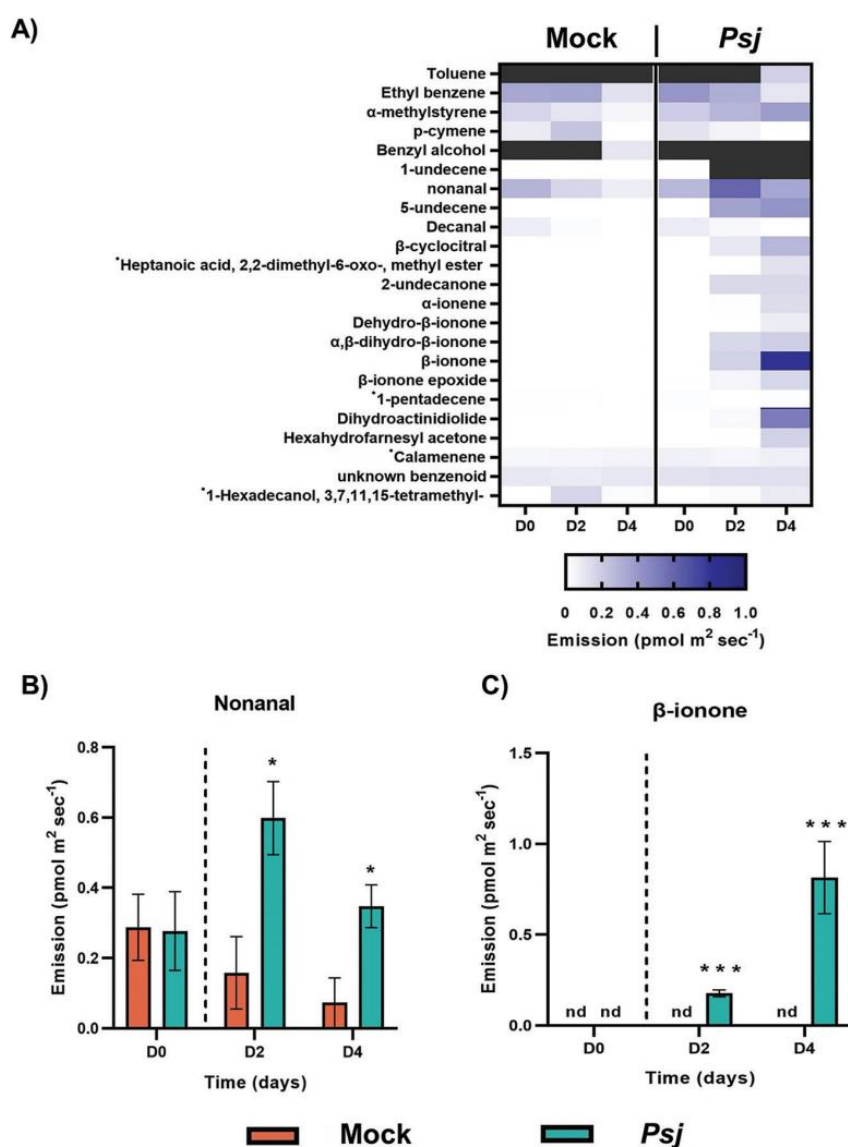 A)
Mock | Psj
Toluene
Ethyl benzene
α-methylstyrene
p-cymene
Benzyl alcohol
1-undecene
nonanal
5-undecene
Decanal
β-cyclocitral
*Heptanoic acid, 2,2-dimethyl-6-oxo-, methyl ester
2-undecanone
α-ionene
Dehydro-β-ionone
α,β-dihydro-β-ionone
β-ionone
β-ionone epoxide
*1-pentadecene
Dihydroactinidiolide
Hexahydrofarnesyl acetone
*Calamenene
unknown benzenoid
*1-Hexadecanol, 3,7,11,15-tetramethyl-
D0 D2 D4 D0 D2 D4
0 0.2 0.4 0.6 0.8 1.0
Emission (pmol m² sec⁻¹)
B)
Nonanal
Emission (pmol m² sec⁻¹)
0.8
0.6
0.4
0.2
0.0
*
*
D0 D2 D4
Time (days)
C)
β-ionone
Emission (pmol m² sec⁻¹)
1.5
1.0
0.5
0.0
nd nd nd *** nd ***
D0 D2 D4
Time (days)
Mock Psj